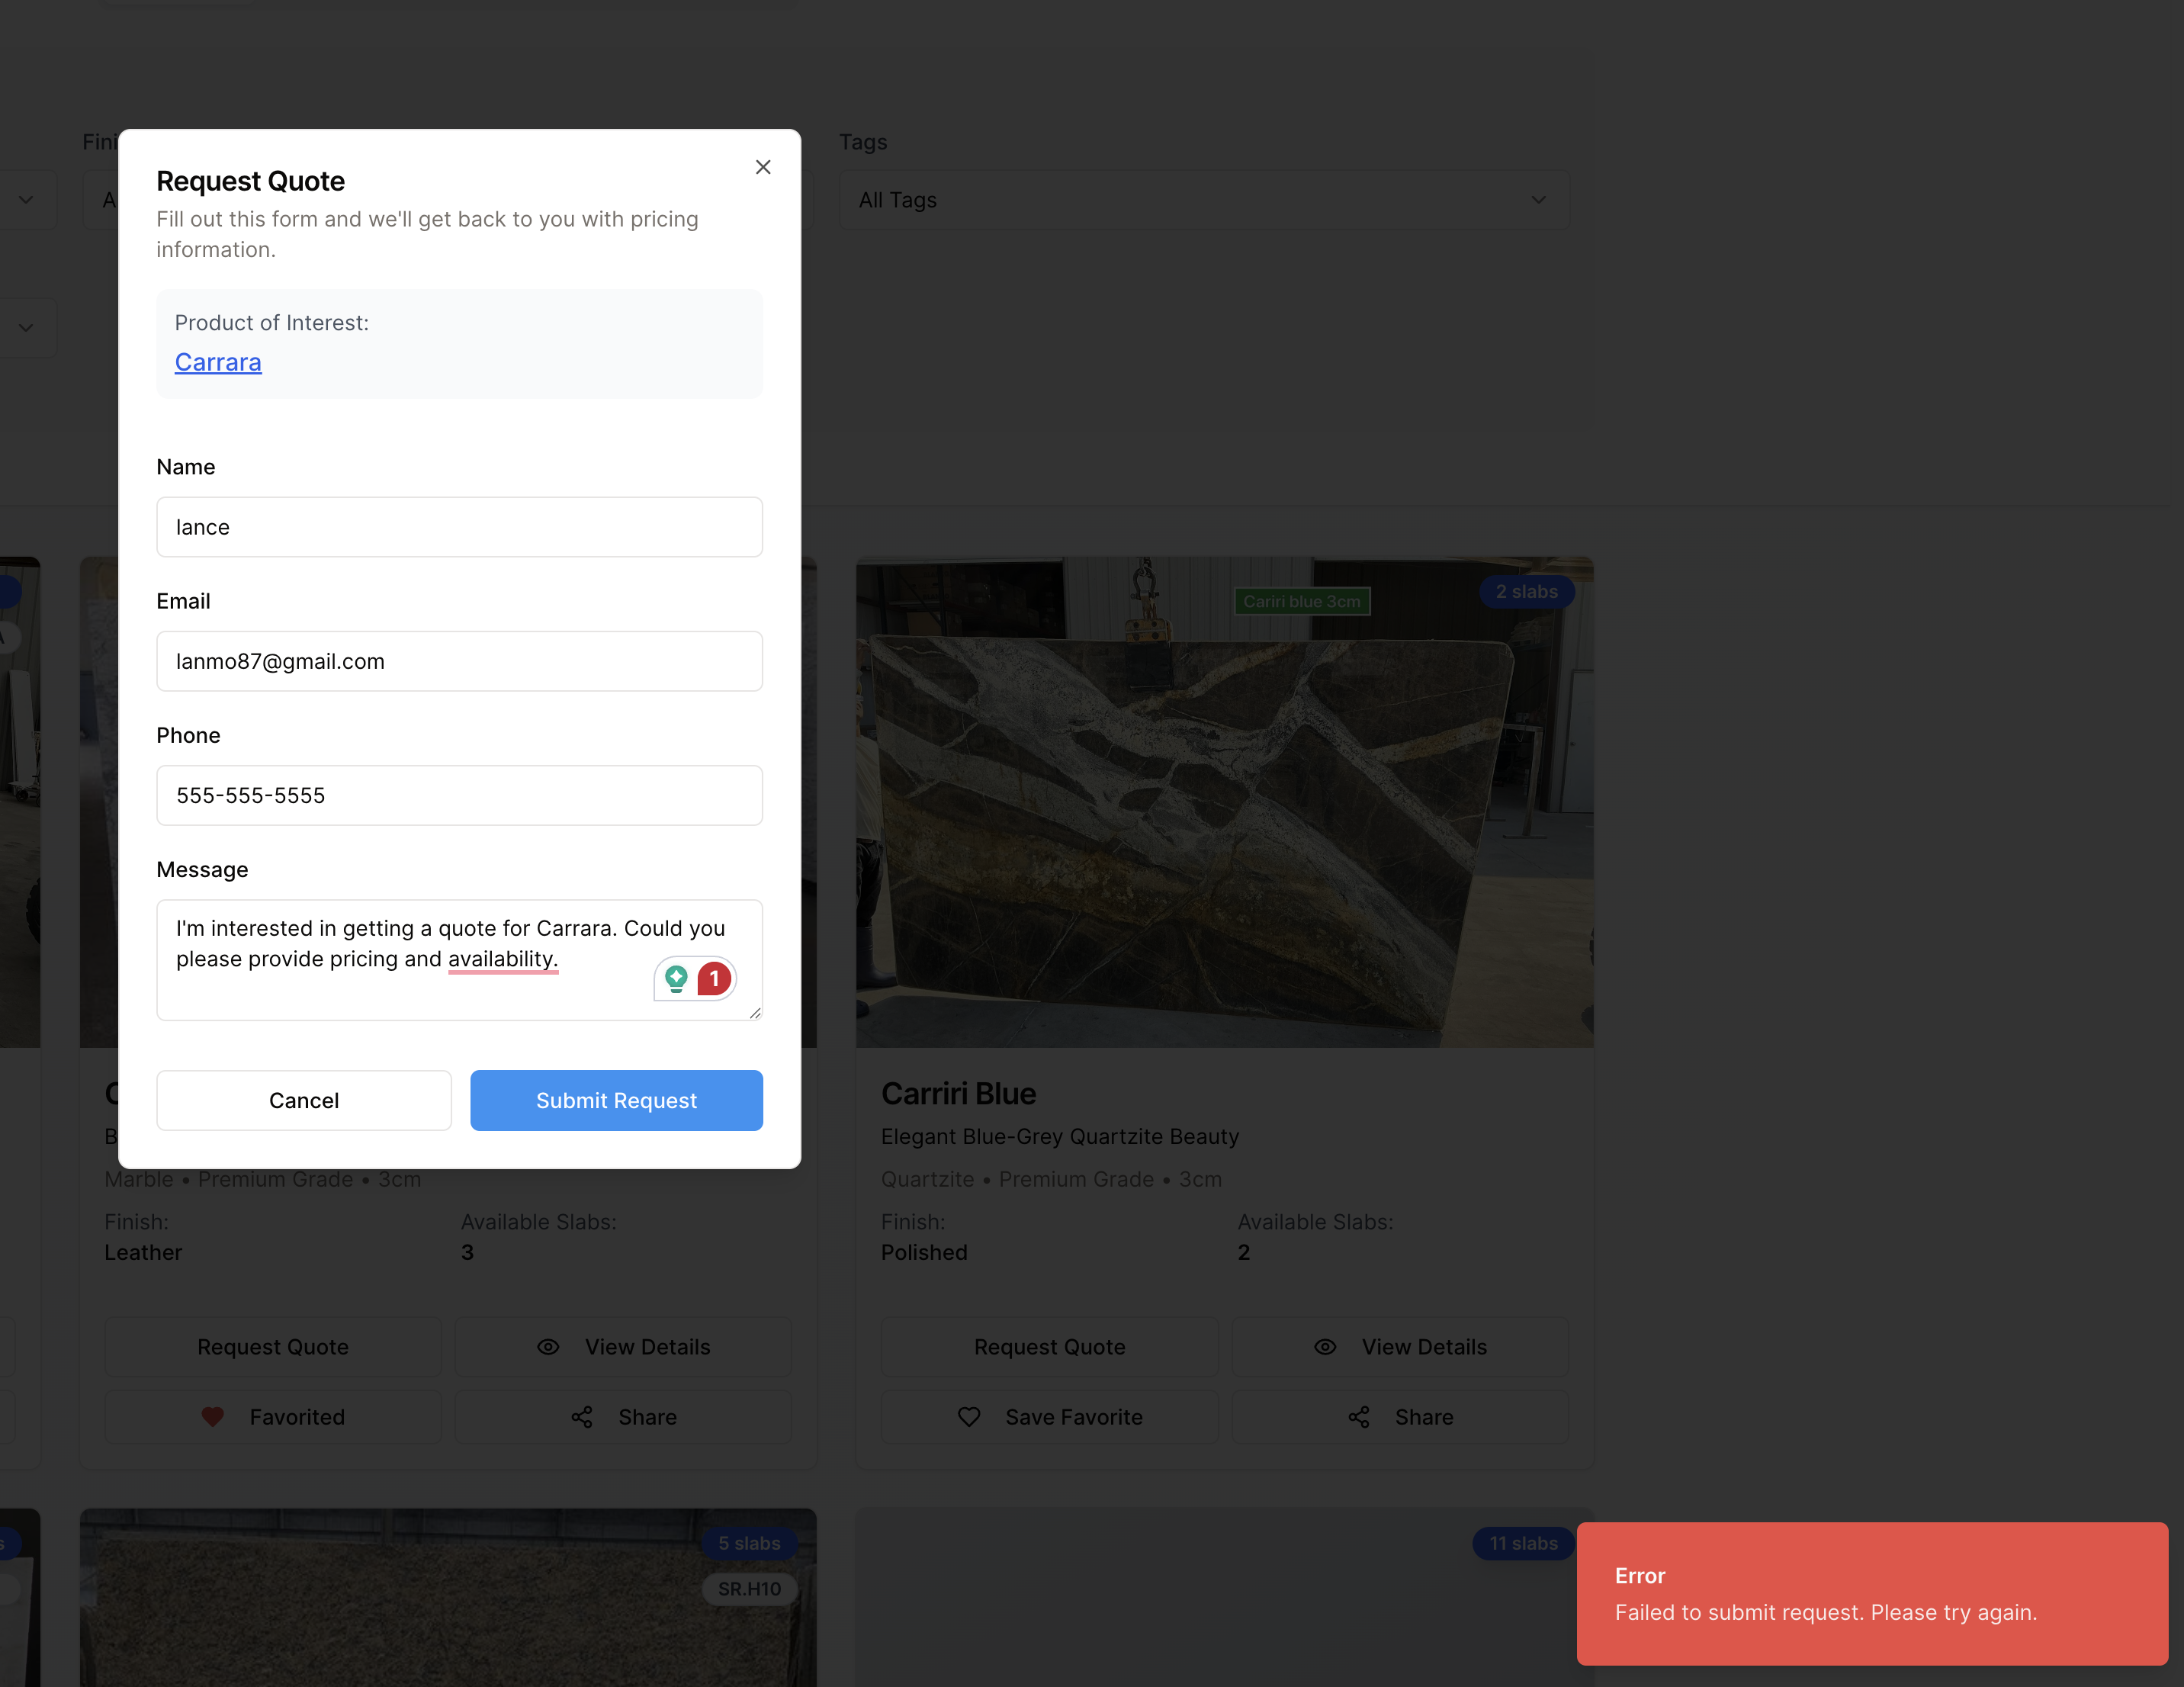 Request Quote
Fill out this form and we'll get back to you with pricing
information.
Product of Interest:
Carrara
Name
lance
Email
lanmo87@gmail.com
Phone
555-555-5555
Message
I'm interested in getting a quote for Carrara. Could you
please provide pricing and availability.
1
Cancel
Submit Request
Tags
All Tags
Cariri blue 3cm
2 slabs
Marble • Premium Grade • 3cm
Finish:
Available Slabs:
Leather
3
Request Quote
View Details
Favorited
Share
Carriri Blue
Elegant Blue-Grey Quartzite Beauty
Quartzite • Premium Grade • 3cm
Finish:
Available Slabs:
Polished
2
Request Quote
View Details
Save Favorite
Share
5 slabs
SR.H10
11 slabs
Error
Failed to submit request. Please try again.